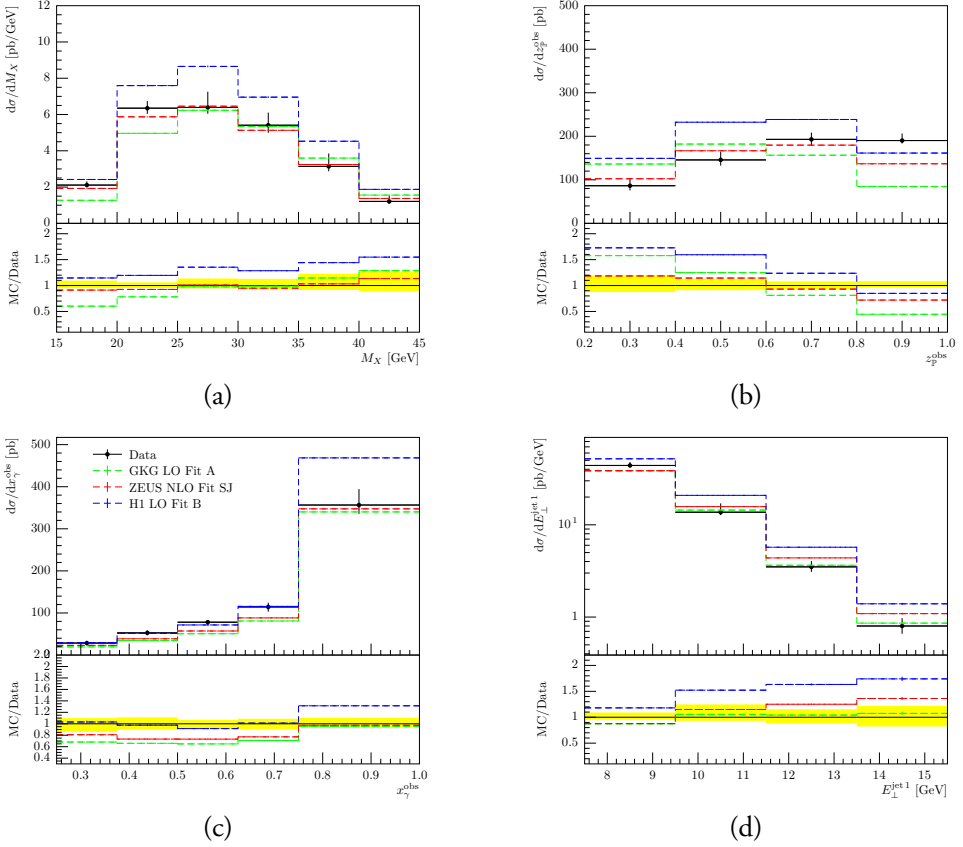 dσ/dM_X [pb/GeV]
12
10
8
6
4
2
0
MC/Data
2
1.5
1
0.5
15 20 25 30 35 40 45
M_X [GeV]
(a)
dσ/dz_ℙ^obs [pb]
500
400
300
200
100
0
MC/Data
2
1.5
1
0.5
0.2 0.3 0.4 0.5 0.6 0.7 0.8 0.9 1.0
z_ℙ^obs
(b)
dσ/dx_γ^obs [pb]
500
400
300
200
100
Data
GKG LO Fit A
ZEUS NLO Fit SJ
H1 LO Fit B
MC/Data
2
1.8
1.6
1.4
1.2
1
0.8
0.6
0.4
0.3 0.4 0.5 0.6 0.7 0.8 0.9 1.0
x_γ^obs
(c)
dσ/dE_⊥^jet 1 [pb/GeV]
10^1
1
MC/Data
2
1.5
1
0.5
8 9 10 11 12 13 14 15
E_⊥^jet 1 [GeV]
(d)